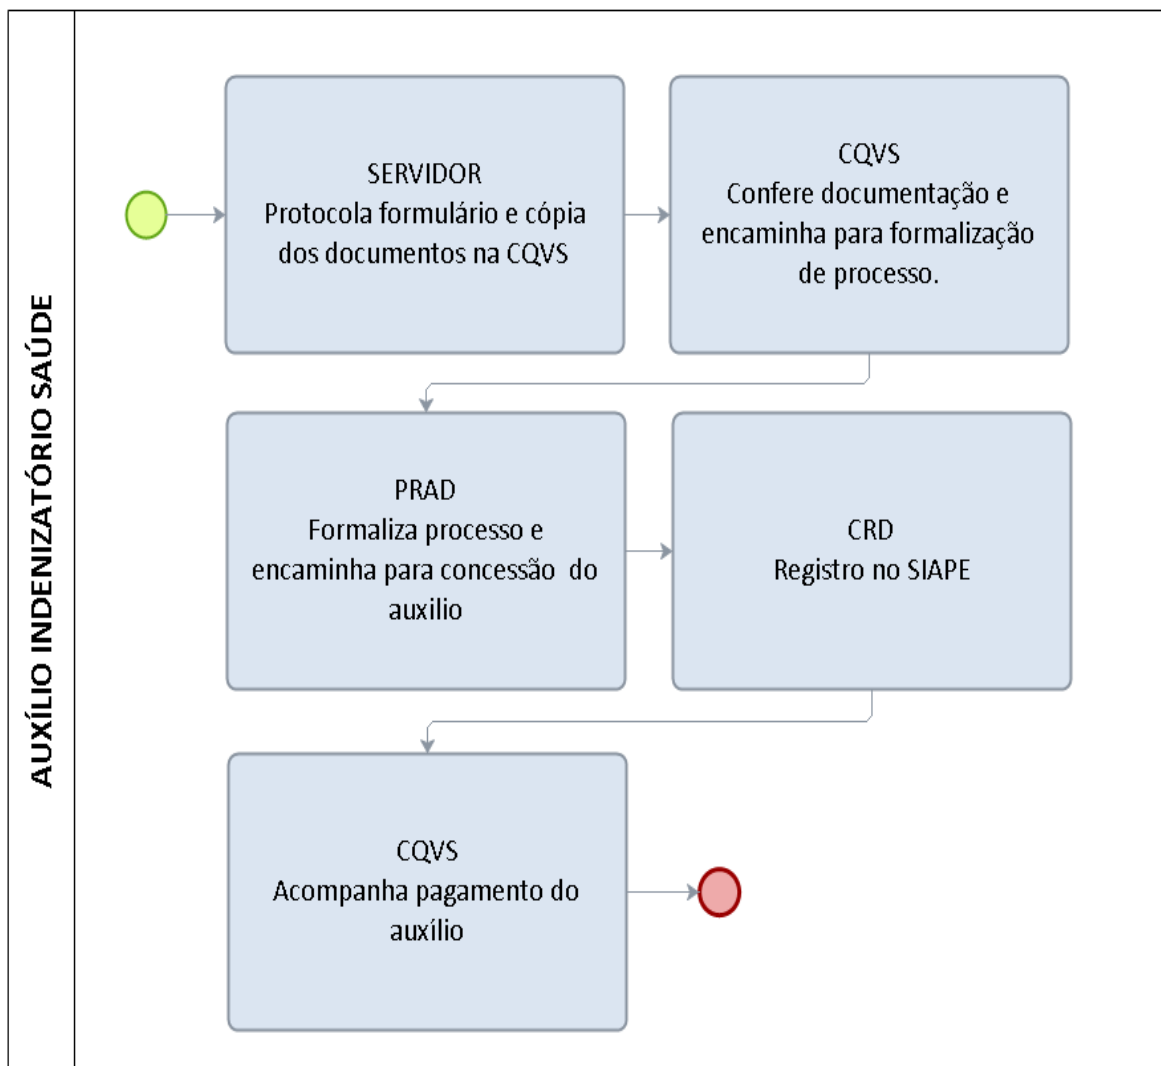 AUXÍLIO INDENIZATÓRIO SAÚDE
SERVIDOR
Protocola formulário e cópia
dos documentos na CQVS
CQVS
Confere documentação e
encaminha para formalização
de processo.
PRAD
Formaliza processo e
encaminha para concessão  do
auxilio
CRD
Registro no SIAPE
CQVS
Acompanha pagamento do
auxílio